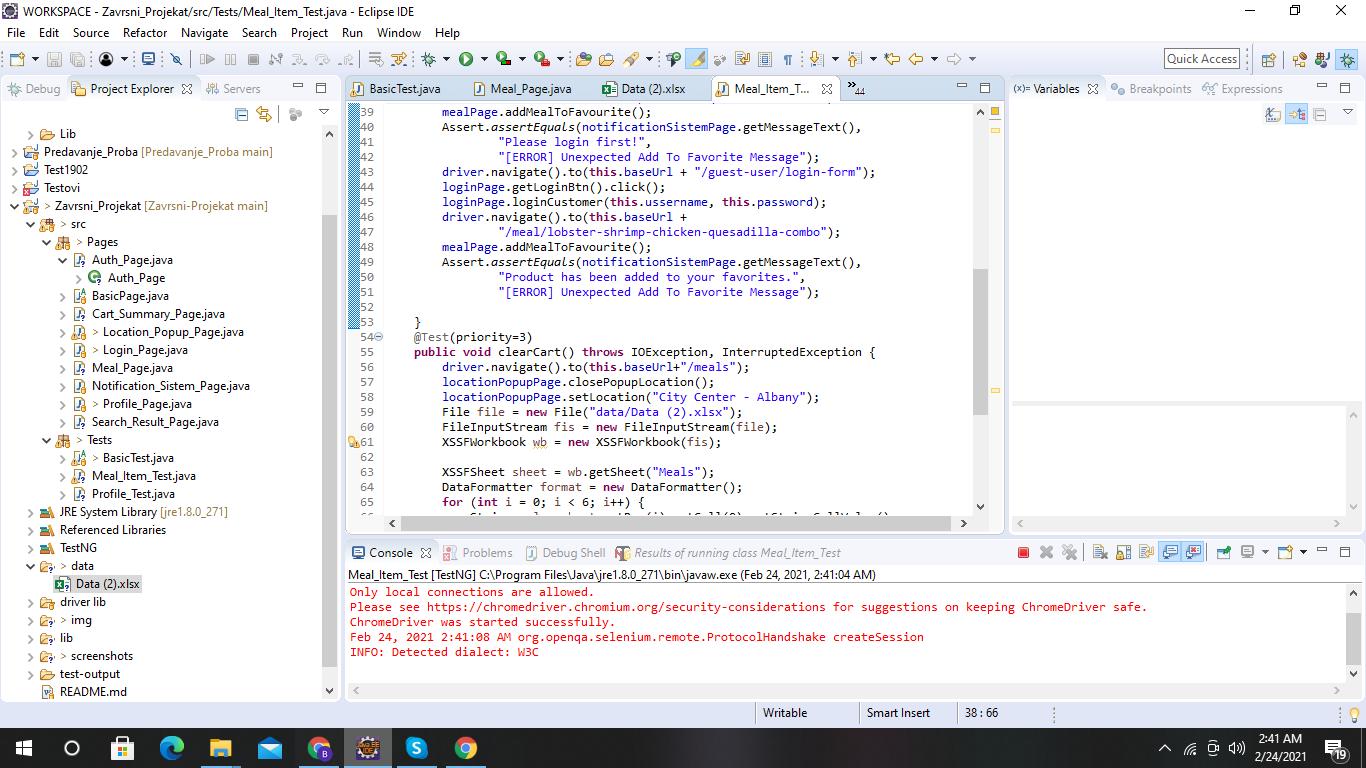 WORKSPACE - Zavrsni_Projekat/src/Tests/Meal_Item_Test.java - Eclipse IDE
File Edit Source Refactor Navigate Search Project Run Window Help
Quick Access
Debug Project Explorer Servers
Lib
Predavanje_Proba [Predavanje_Proba main]
Test1902
Testovi
> Zavrsni_Projekat [Zavrsni-Projekat main]
> src
> Pages
Auth_Page.java
Auth_Page
BasicPage.java
Cart_Summary_Page.java
> Location_Popup_Page.java
> Login_Page.java
Meal_Page.java
Notification_Sistem_Page.java
> Profile_Page.java
Search_Result_Page.java
> Tests
> BasicTest.java
Meal_Item_Test.java
Profile_Test.java
JRE System Library [jre1.8.0_271]
Referenced Libraries
TestNG
> data
Data (2).xlsx
driver lib
> img
lib
> screenshots
test-output
README.md
BasicTest.java Meal_Page.java Data (2).xlsx Meal_Item_T... »44
39 mealPage.addMealToFavourite();
40 Assert.assertEquals(notificationSistemPage.getMessageText(),
41 "Please login first!",
42 "[ERROR] Unexpected Add To Favorite Message");
43 driver.navigate().to(this.baseUrl + "/guest-user/login-form");
44 loginPage.getLoginBtn().click();
45 loginPage.loginCustomer(this.ussername, this.password);
46 driver.navigate().to(this.baseUrl +
47 "/meal/lobster-shrimp-chicken-quesadilla-combo");
48 mealPage.addMealToFavourite();
49 Assert.assertEquals(notificationSistemPage.getMessageText(),
50 "Product has been added to your favorites.",
51 "[ERROR] Unexpected Add To Favorite Message");
52
53 }
54 @Test(priority=3)
55 public void clearCart() throws IOException, InterruptedException {
56 driver.navigate().to(this.baseUrl+"/meals");
57 locationPopupPage.closePopupLocation();
58 locationPopupPage.setLocation("City Center - Albany");
59 File file = new File("data/Data (2).xlsx");
60 FileInputStream fis = new FileInputStream(file);
61 XSSFWorkbook wb = new XSSFWorkbook(fis);
62
63 XSSFSheet sheet = wb.getSheet("Meals");
64 DataFormatter format = new DataFormatter();
65 for (int i = 0; i < 6; i++) {
(x)= Variables Breakpoints Expressions
Console Problems Debug Shell Results of running class Meal_Item_Test
Meal_Item_Test [TestNG] C:\Program Files\Java\jre1.8.0_271\bin\javaw.exe (Feb 24, 2021, 2:41:04 AM)
Only local connections are allowed.
Please see https://chromedriver.chromium.org/security-considerations for suggestions on keeping ChromeDriver safe.
ChromeDriver was started successfully.
Feb 24, 2021 2:41:08 AM org.openqa.selenium.remote.ProtocolHandshake createSession
INFO: Detected dialect: W3C
Writable Smart Insert 38 : 66
2:41 AM
2/24/2021
19